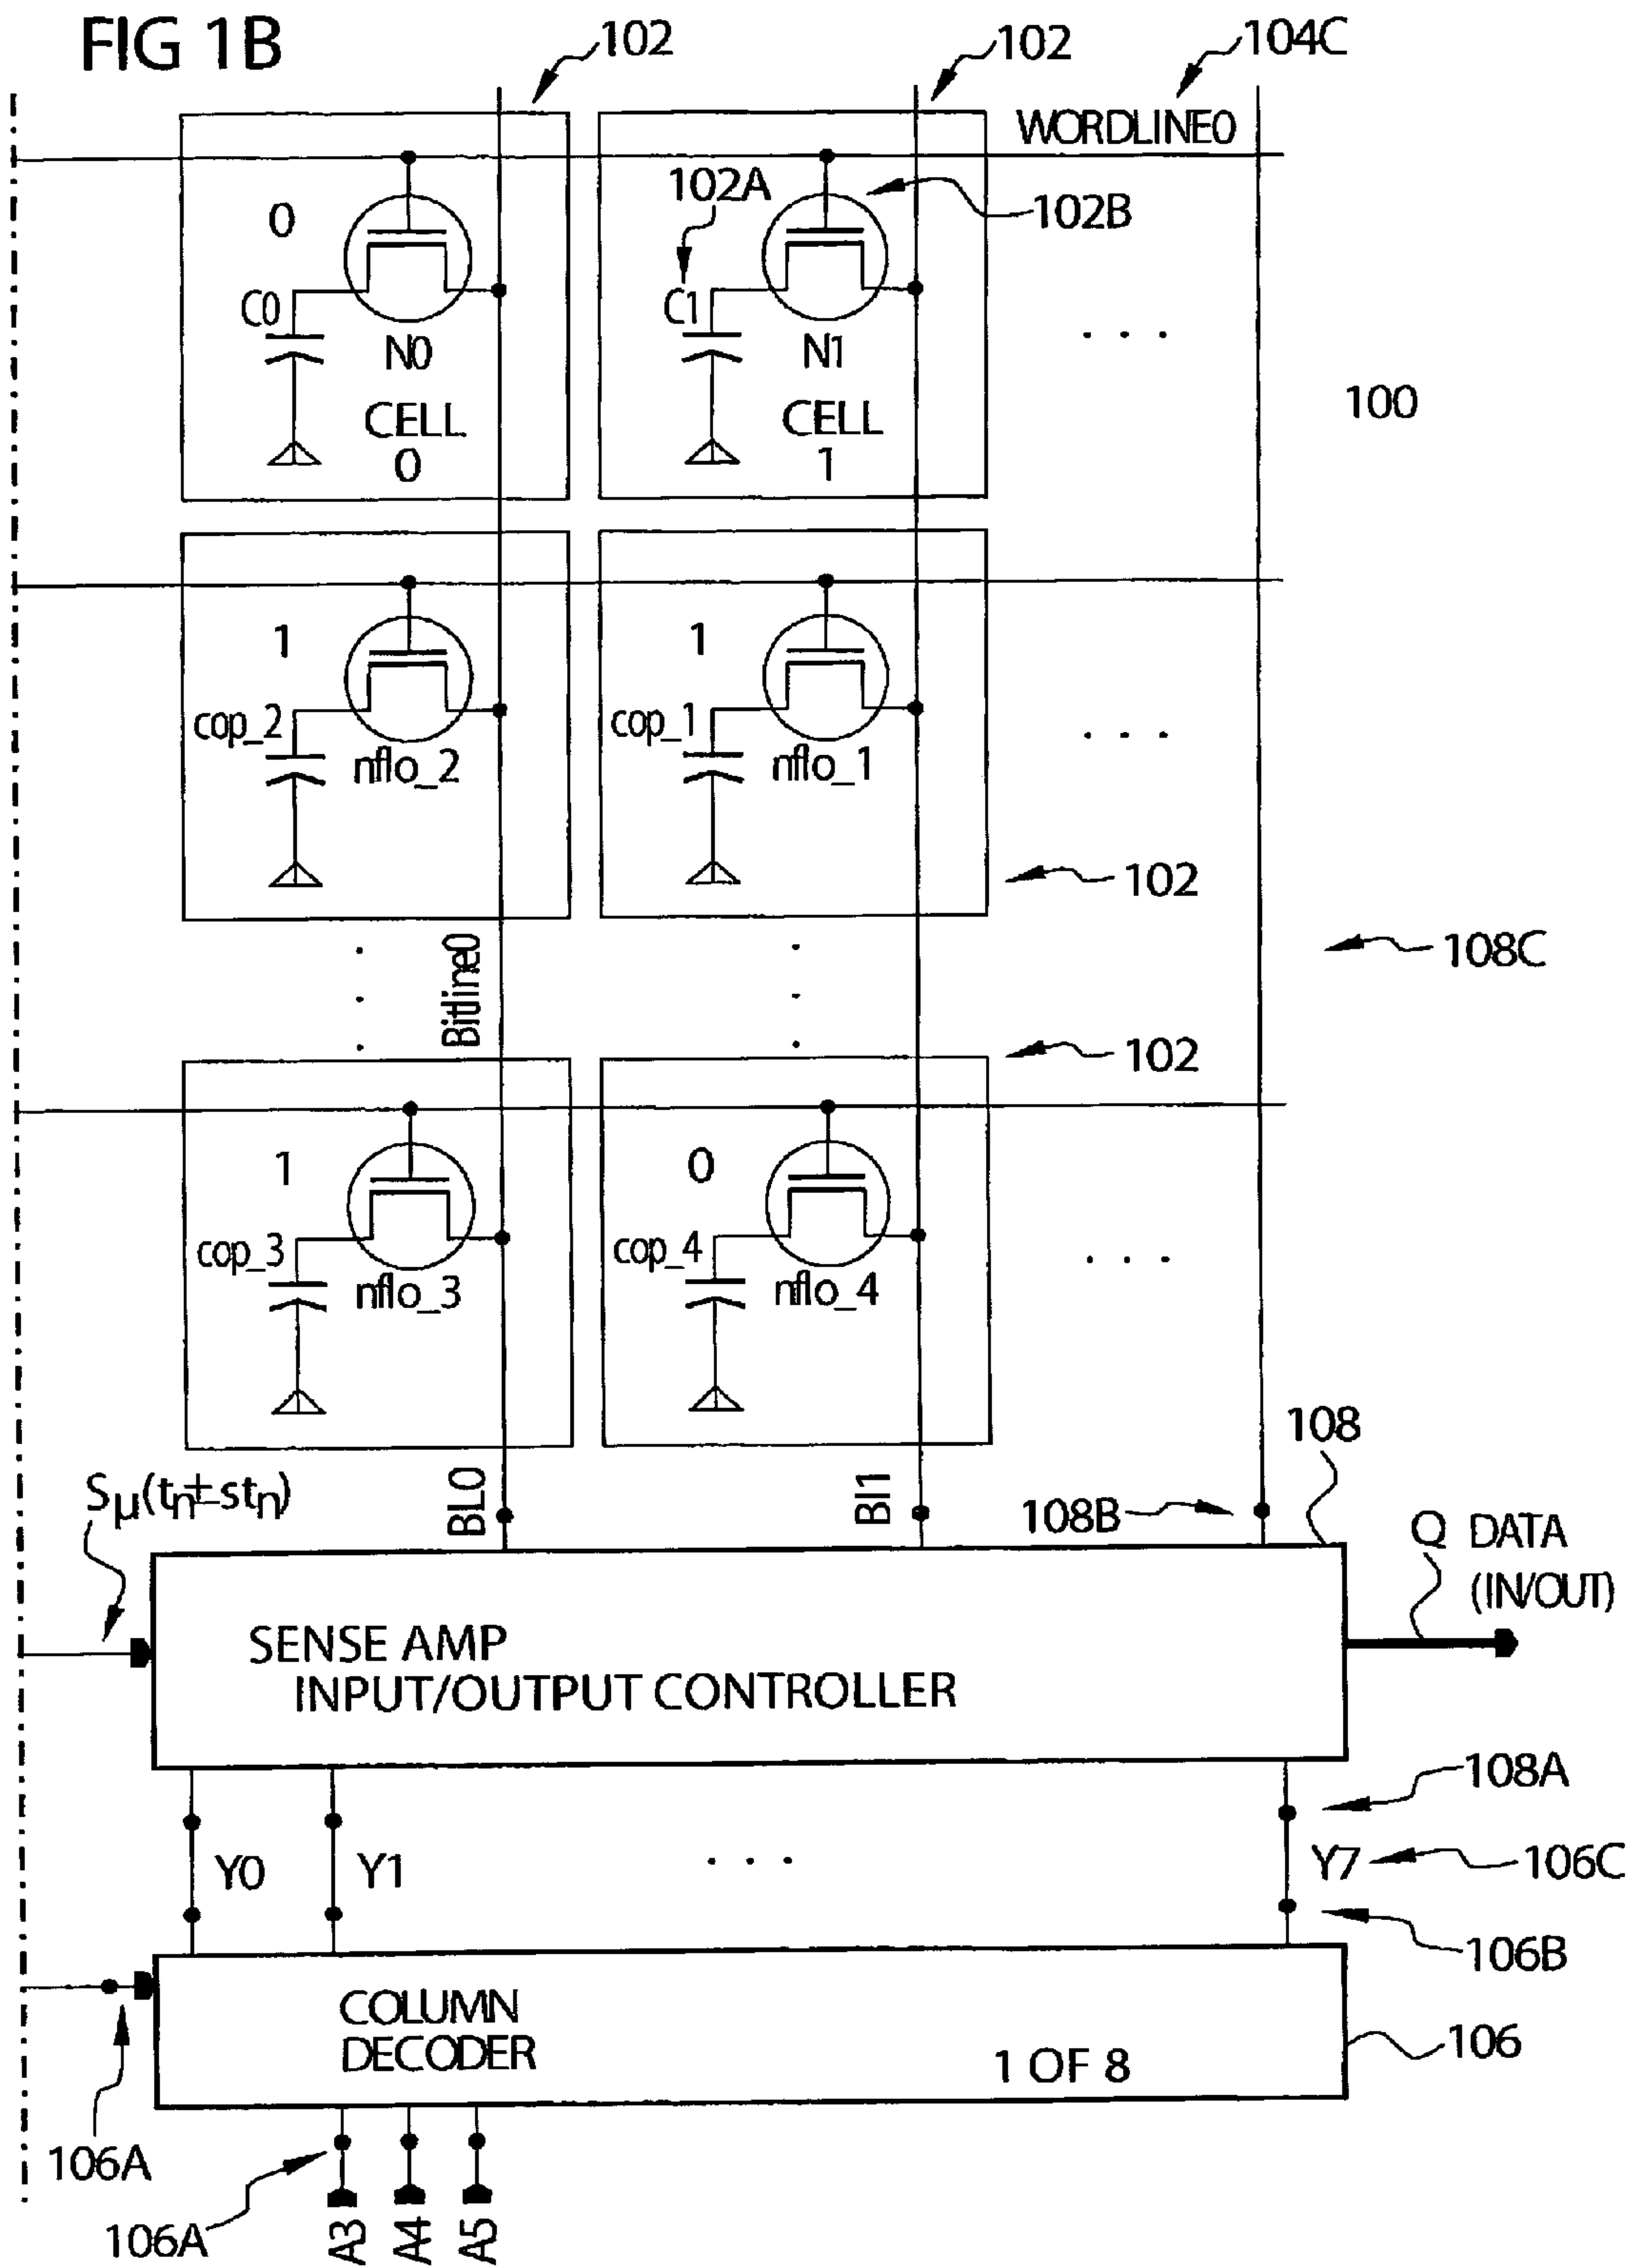 FIG 1B
102
102
104C
WORDLINE0
102A
102B
0
C0
N0
CELL
0
C1
N1
CELL
1
. . .
100
1
cop_2
nflo_2
1
cop_1
nflo_1
. . .
102
108C
Bitline0
102
1
cop_3
nflo_3
0
cop_4
nflo_4
. . .
108
Sμ(tn±stn)
BL0
BI1
108B
Q DATA
(IN/OUT)
SENSE AMP
INPUT/OUTPUT CONTROLLER
108A
Y0
Y1
. . .
Y7
106C
106B
COLUMN
DECODER
1 OF 8
106
106A
106A
A3
A4
A5